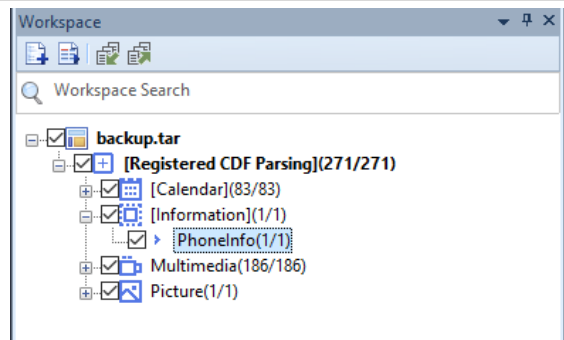 Workspace
Workspace Search
backup.tar
[Registered CDF Parsing](271/271)
[Calendar](83/83)
[Information](1/1)
PhoneInfo(1/1)
Multimedia(186/186)
Picture(1/1)